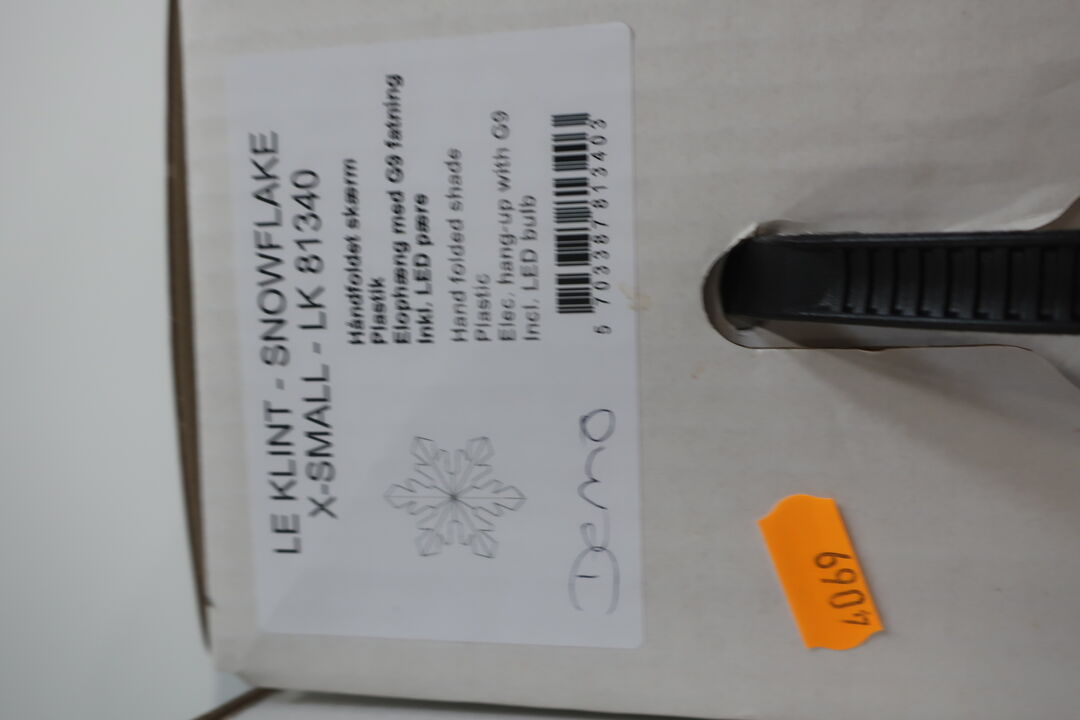 LE KLINT - SNOWFLAKE
X-SMALL - LK 81340
Håndfoldet skærm
Plastik
Elophæng med G9 fatning
Inkl. LED pære
Hand folded shade
Plastic
Elec. hang-up with G9
Incl. LED bulb
5 703387 813403
Demo
4069